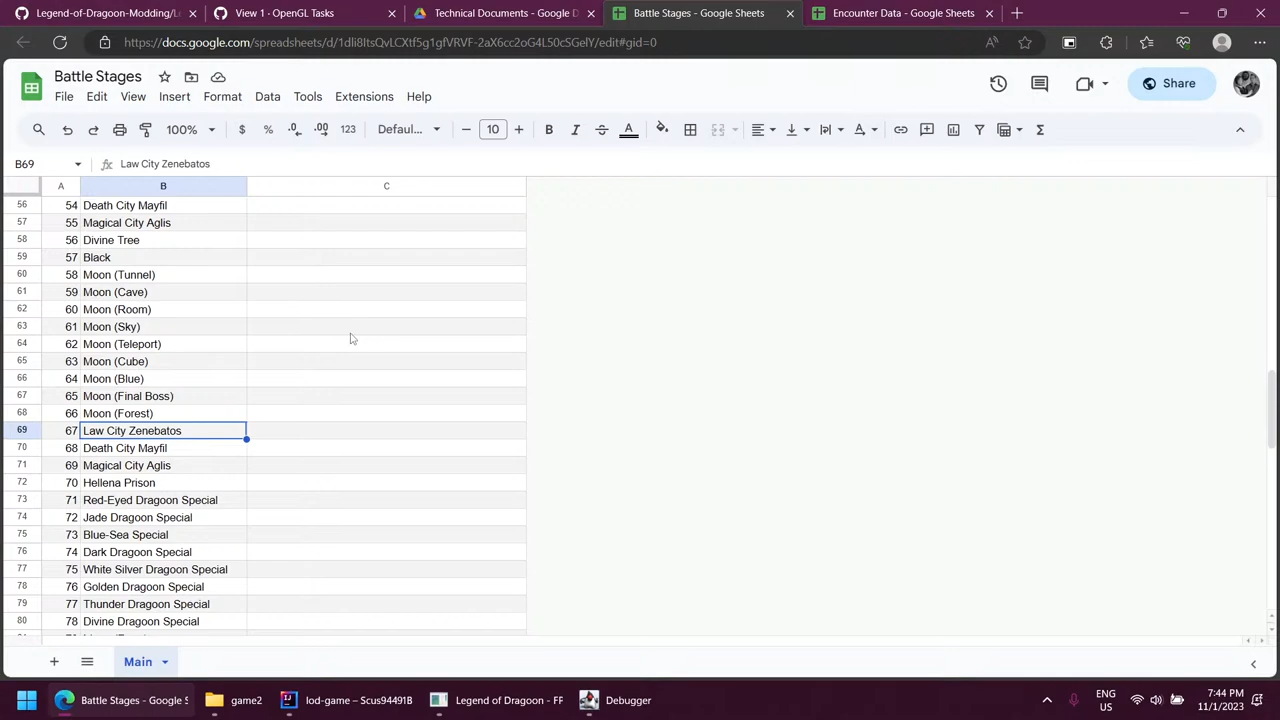 Legend-of-Dragoon-Modding/Le
View 1 · OpenGL Tasks
Technical Documents - Google D
Battle Stages - Google Sheets
Encounter Data - Google Sheets
https://docs.google.com/spreadsheets/d/1dli8ItsQvLCXtf5g1gfVRVF-2aX6cc2oG4L50cSGelY/edit#gid=0
Battle Stages
File Edit View Insert Format Data Tools Extensions Help
Share
100% $ % .0 .00 123 Defaul... 10 B I A
B69 fx Law City Zenebatos
A B C
56 54 Death City Mayfil
57 55 Magical City Aglis
58 56 Divine Tree
59 57 Black
60 58 Moon (Tunnel)
61 59 Moon (Cave)
62 60 Moon (Room)
63 61 Moon (Sky)
64 62 Moon (Teleport)
65 63 Moon (Cube)
66 64 Moon (Blue)
67 65 Moon (Final Boss)
68 66 Moon (Forest)
69 67 Law City Zenebatos
70 68 Death City Mayfil
71 69 Magical City Aglis
72 70 Hellena Prison
73 71 Red-Eyed Dragoon Special
74 72 Jade Dragoon Special
75 73 Blue-Sea Special
76 74 Dark Dragoon Special
77 75 White Silver Dragoon Special
78 76 Golden Dragoon Special
79 77 Thunder Dragoon Special
80 78 Divine Dragoon Special
Main
Battle Stages - Google S
game2
lod-game – Scus94491B
Legend of Dragoon - FF
Debugger
ENG
US
7:44 PM
11/1/2023